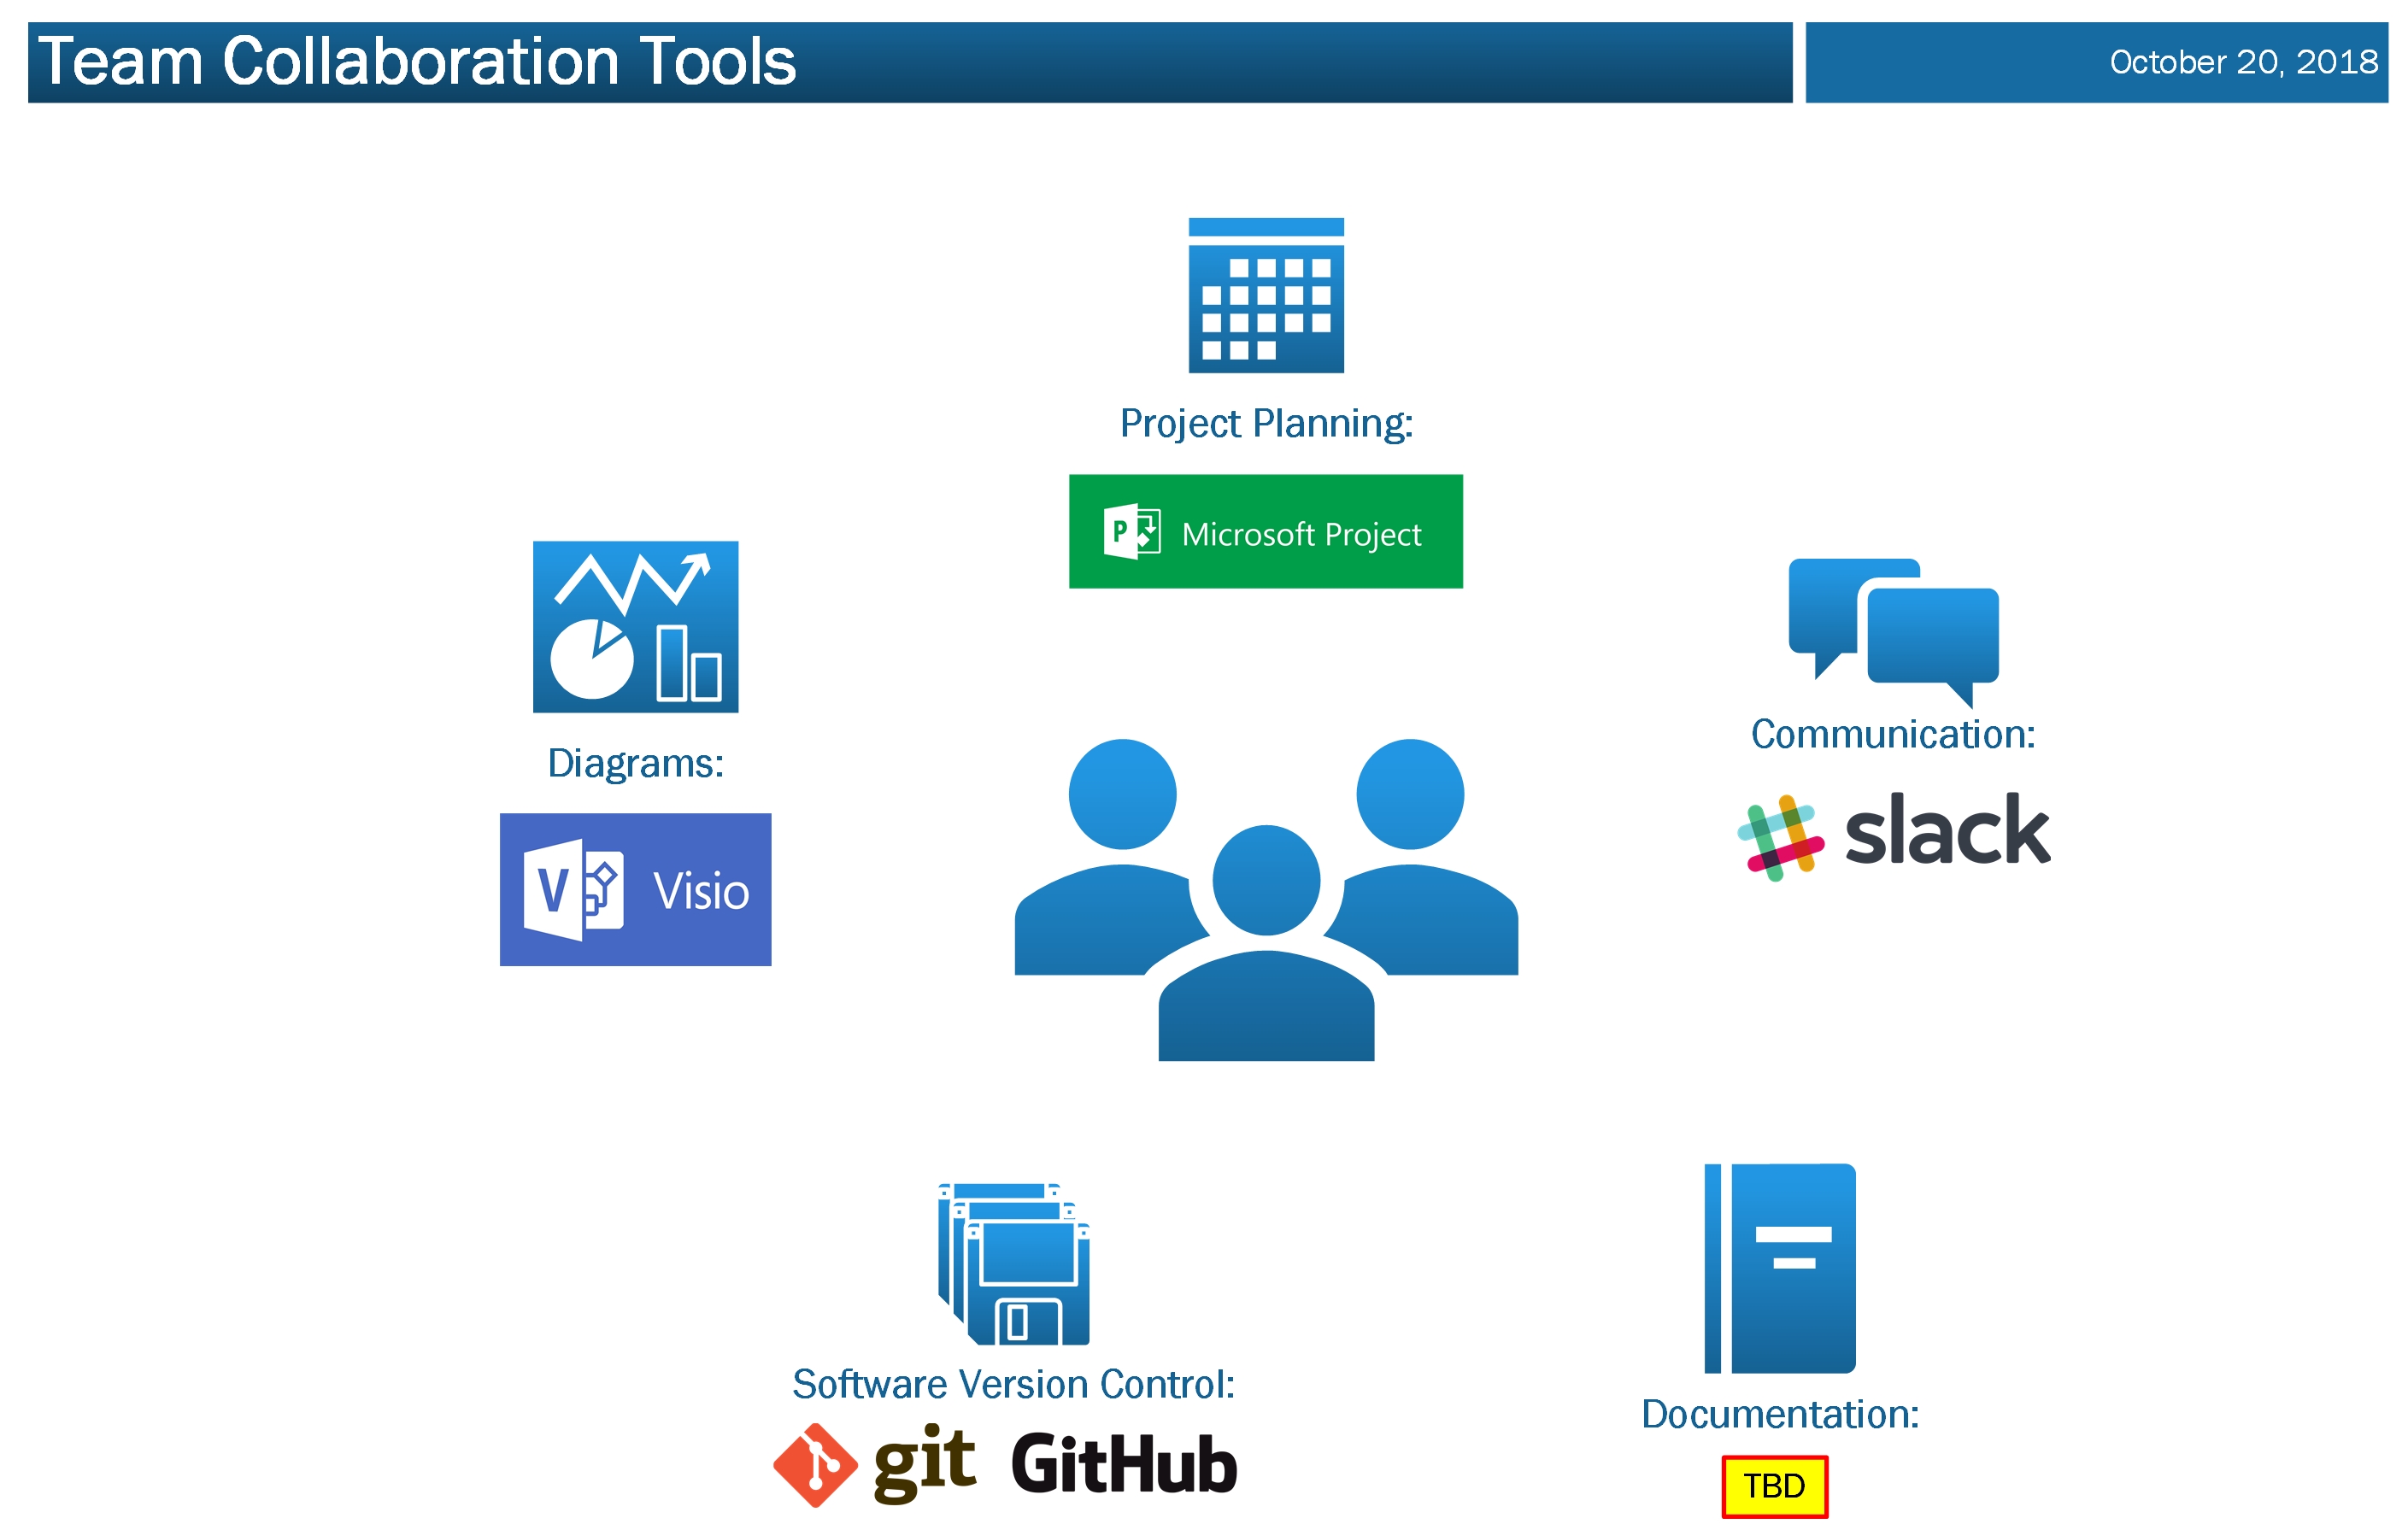 Team Collaboration Tools
October 20, 2018
Project Planning:
P Microsoft Project
Diagrams:
V Visio
Communication:
slack
Software Version Control:
git GitHub
Documentation:
TBD